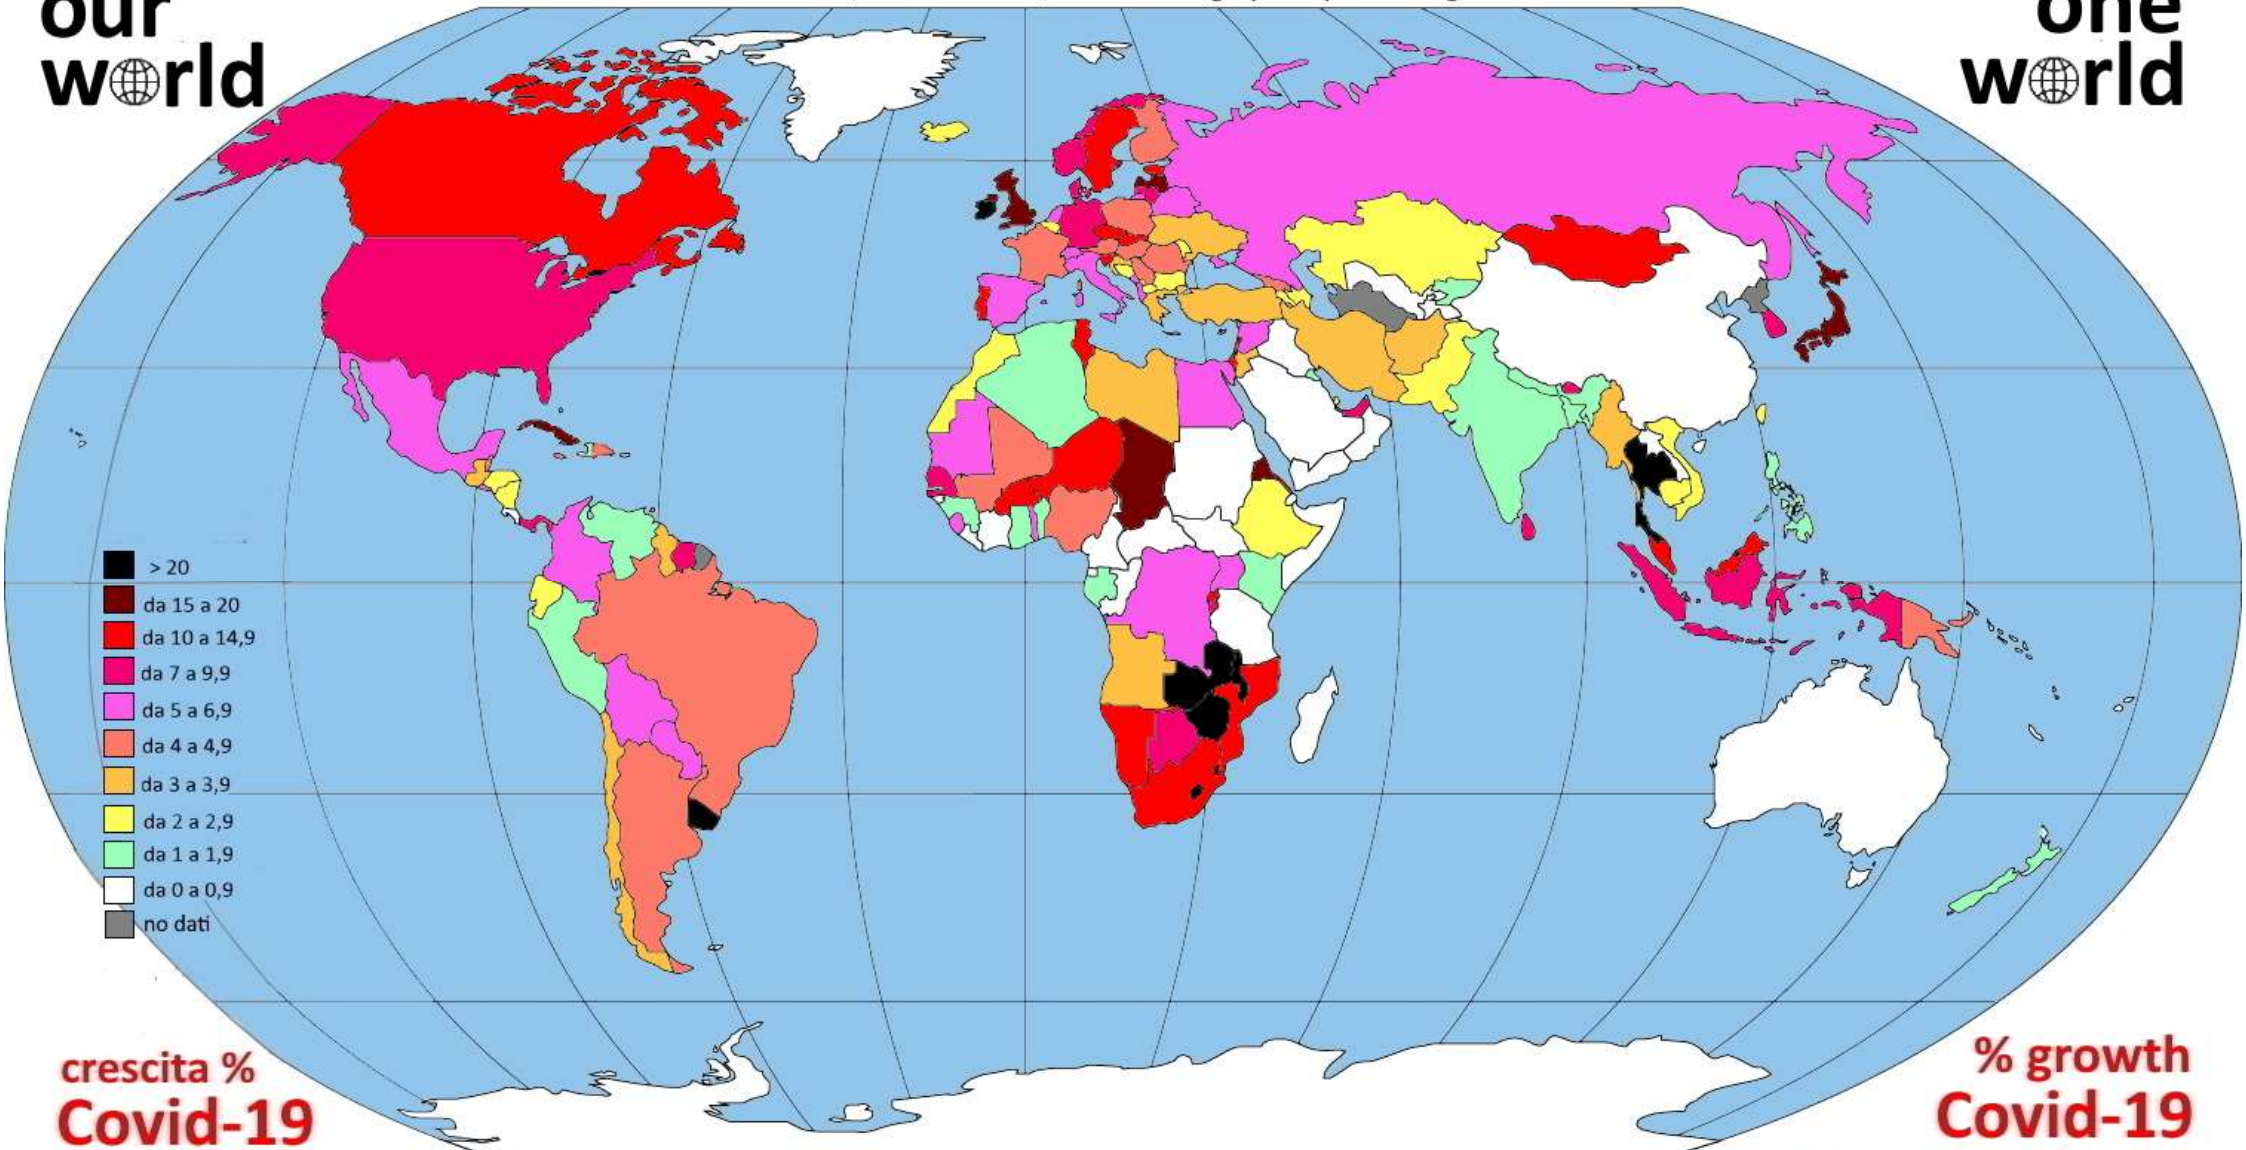 our
world
one
world
> 20
da 15 a 20
da 10 a 14,9
da 7 a 9,9
da 5 a 6,9
da 4 a 4,9
da 3 a 3,9
da 2 a 2,9
da 1 a 1,9
da 0 a 0,9
no dati
crescita %
Covid-19
% growth
Covid-19